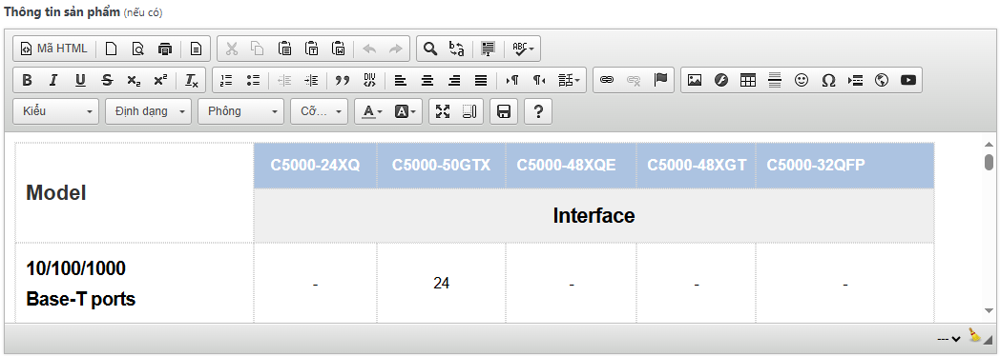 Thông tin sản phẩm (nếu có)
Mã HTML
Kiểu Định dạng Phông Cỡ...
C5000-24XQ C5000-50GTX C5000-48XQE C5000-48XGT C5000-32QFP
Model
Interface
10/100/1000
Base-T ports
- 24 - - -
---